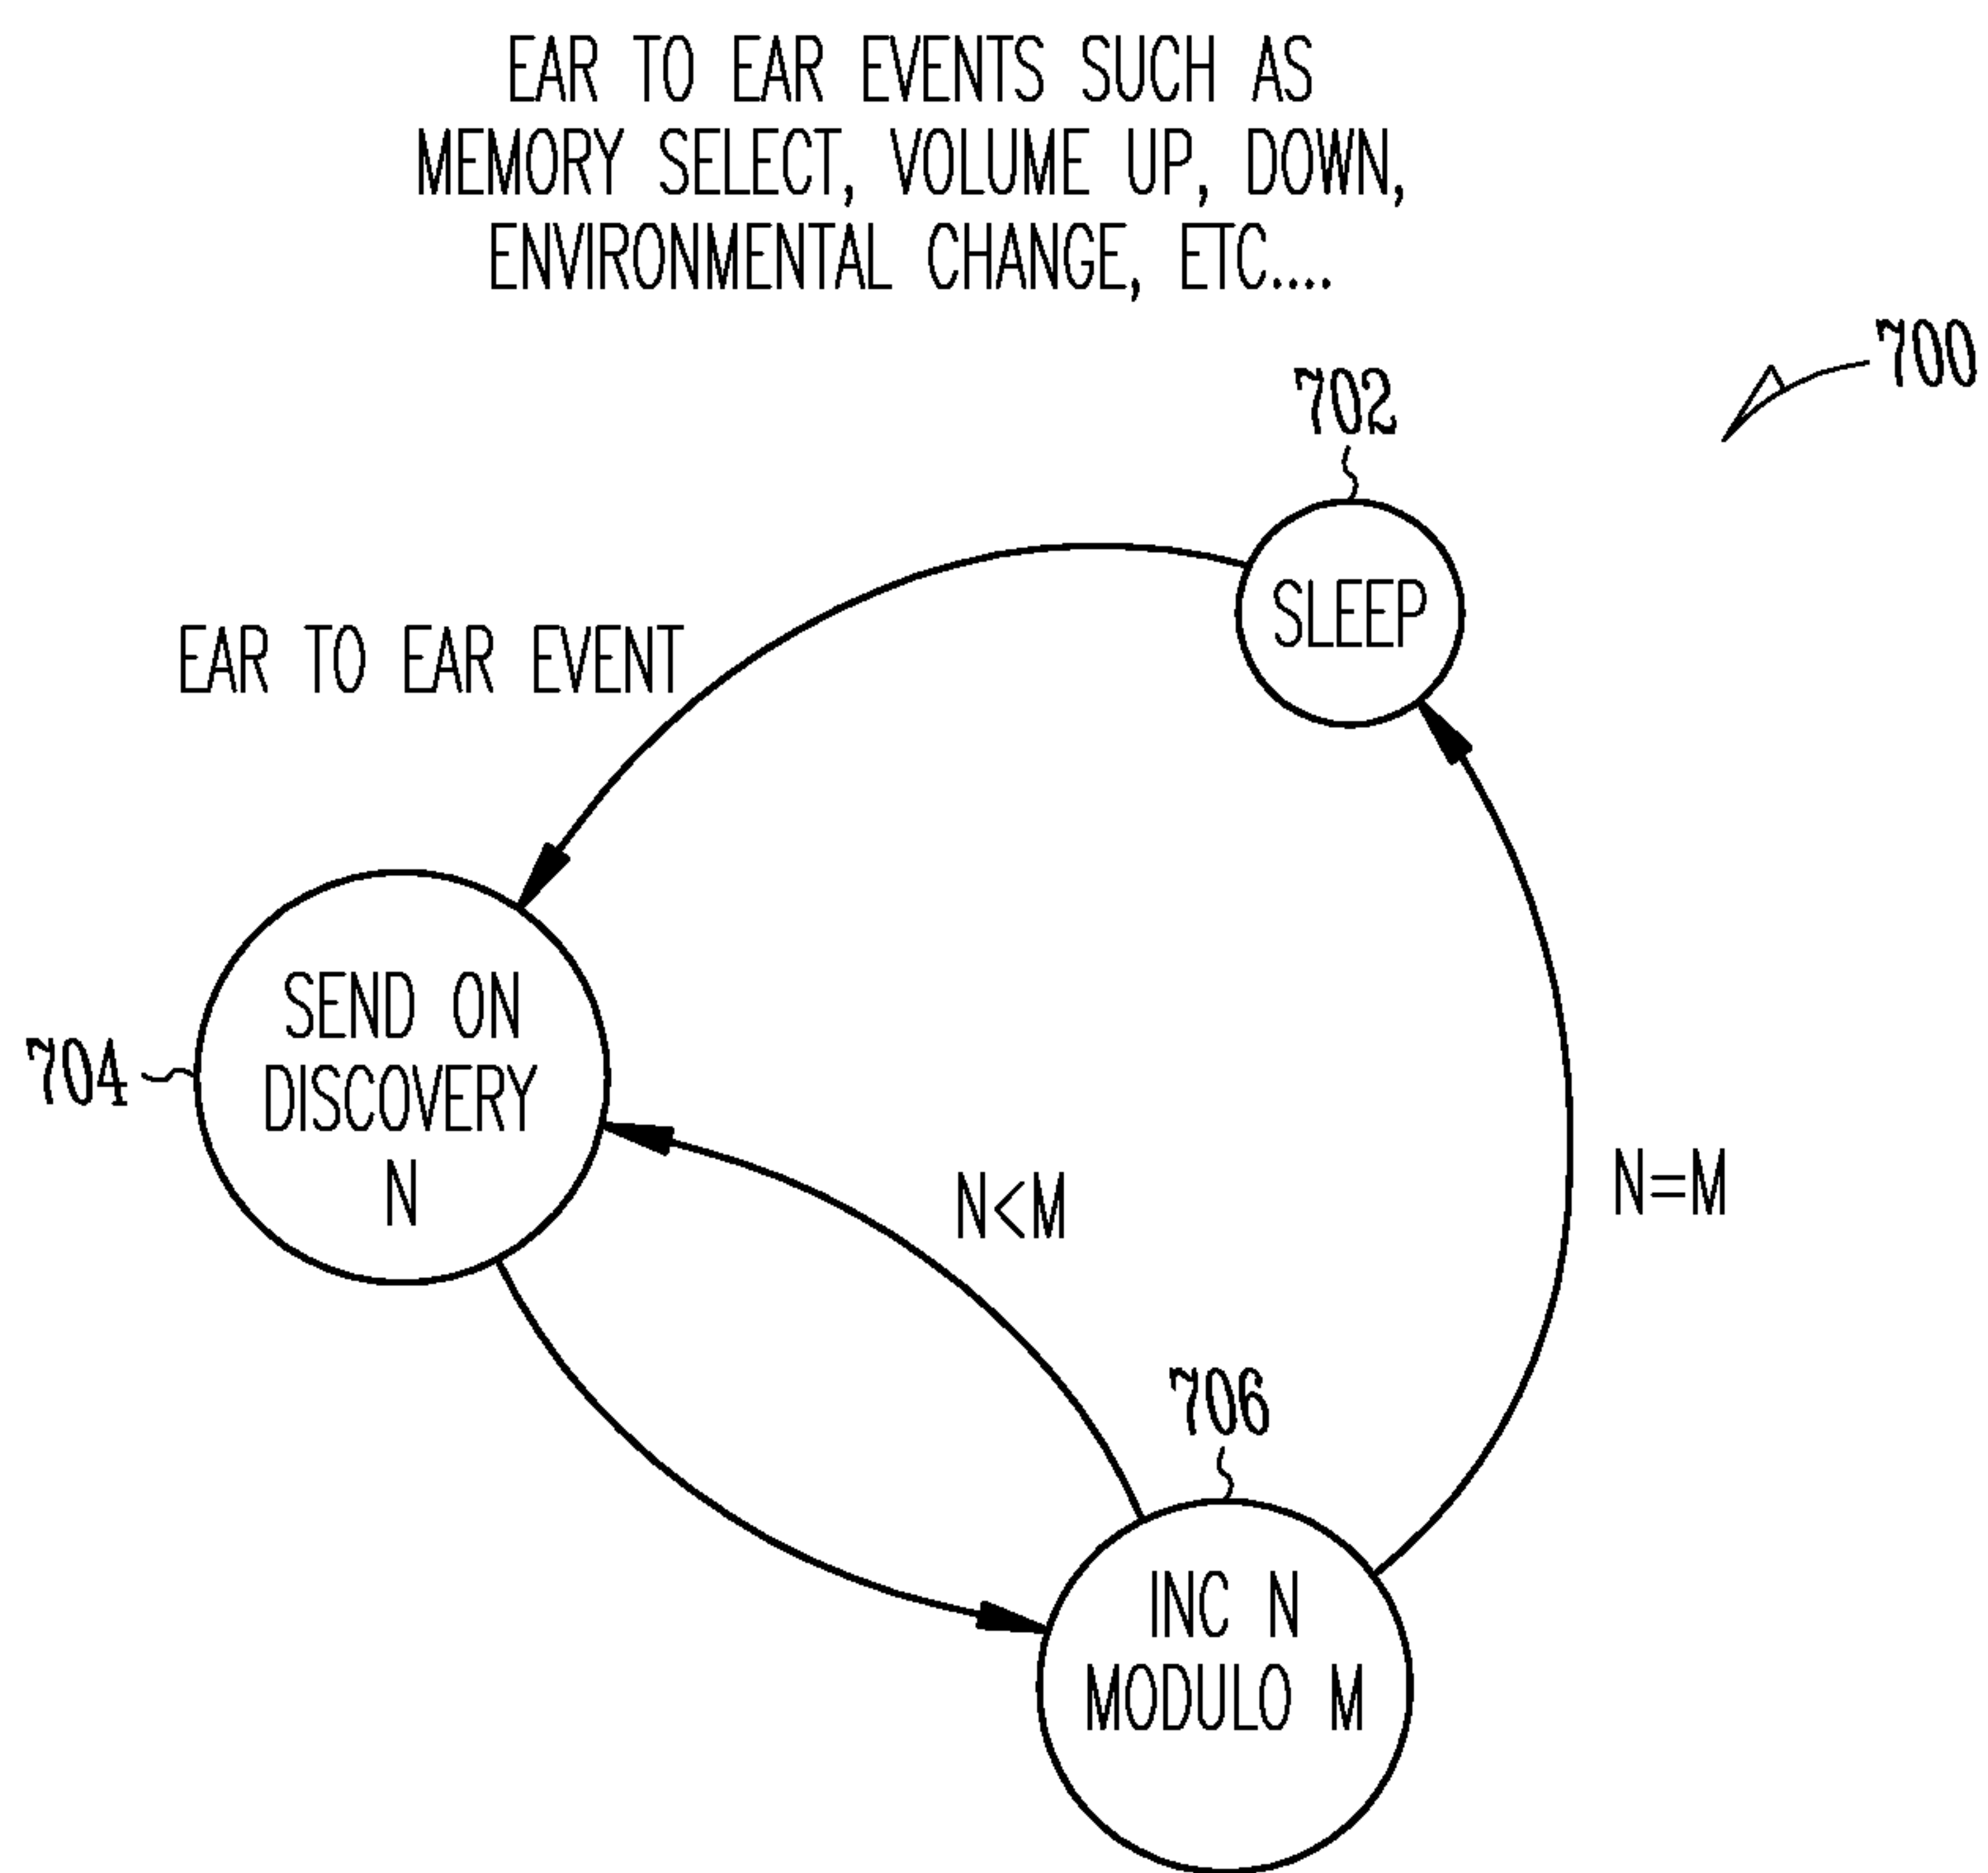 EAR TO EAR EVENTS SUCH AS
MEMORY SELECT, VOLUME UP, DOWN,
ENVIRONMENTAL CHANGE, ETC....
700
702
SLEEP
EAR TO EAR EVENT
704
SEND ON
DISCOVERY
N
N<M
N=M
706
INC N
MODULO M